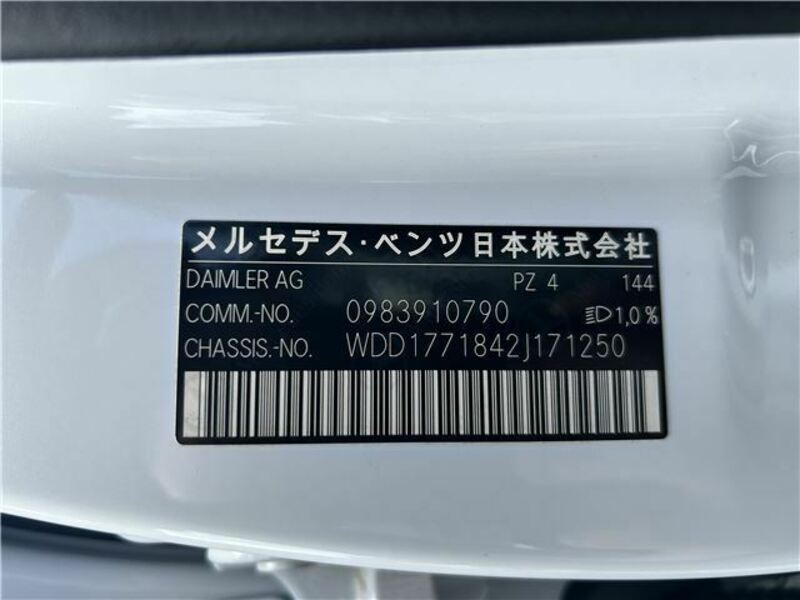 メルセデス・ベンツ日本株式会社
DAIMLER AG PZ 4 144
COMM.-NO. 0983910790 1,0 %
CHASSIS.-NO. WDD1771842J171250